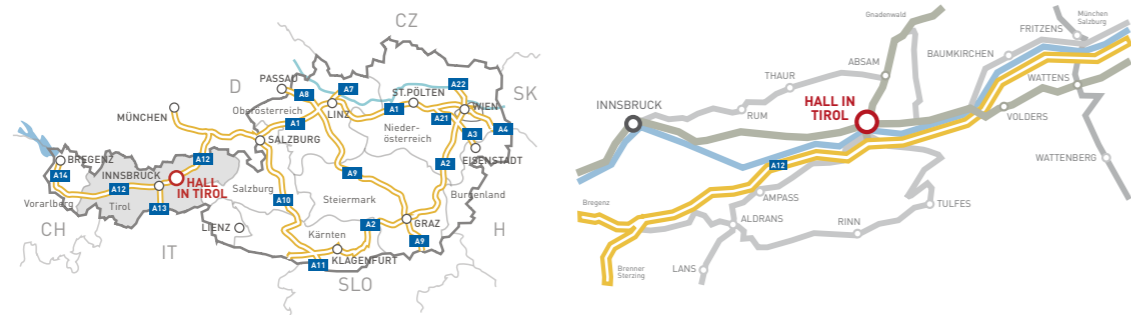 CZ
D
PASSAU
A8
A7
A22
ST.PÖLTEN
SK
MÜNCHEN
Oberösterreich
A1
LINZ
A1
A21
WIEN
Nieder-
österreich
A3
A4
SALZBURG
EISENSTADT
BREGENZ
A14
A12
INNSBRUCK
HALL
IN TIROL
A12
A13
Vorarlberg
Tirol
Salzburg
A9
A2
Burgenland
A10
Steiermark
CH
IT
LIENZ
Kärnten
A2
GRAZ
A9
H
KLAGENFURT
A11
SLO
Gnadenwald
München
Salzburg
FRITZENS
BAUMKIRCHEN
ABSAM
THAUR
WATTENS
INNSBRUCK
RUM
HALL IN
TIROL
VOLDERS
A12
WATTENBERG
Bregenz
AMPASS
ALDRANS
RINN
TULFES
LANS
Brenner
Sterzing